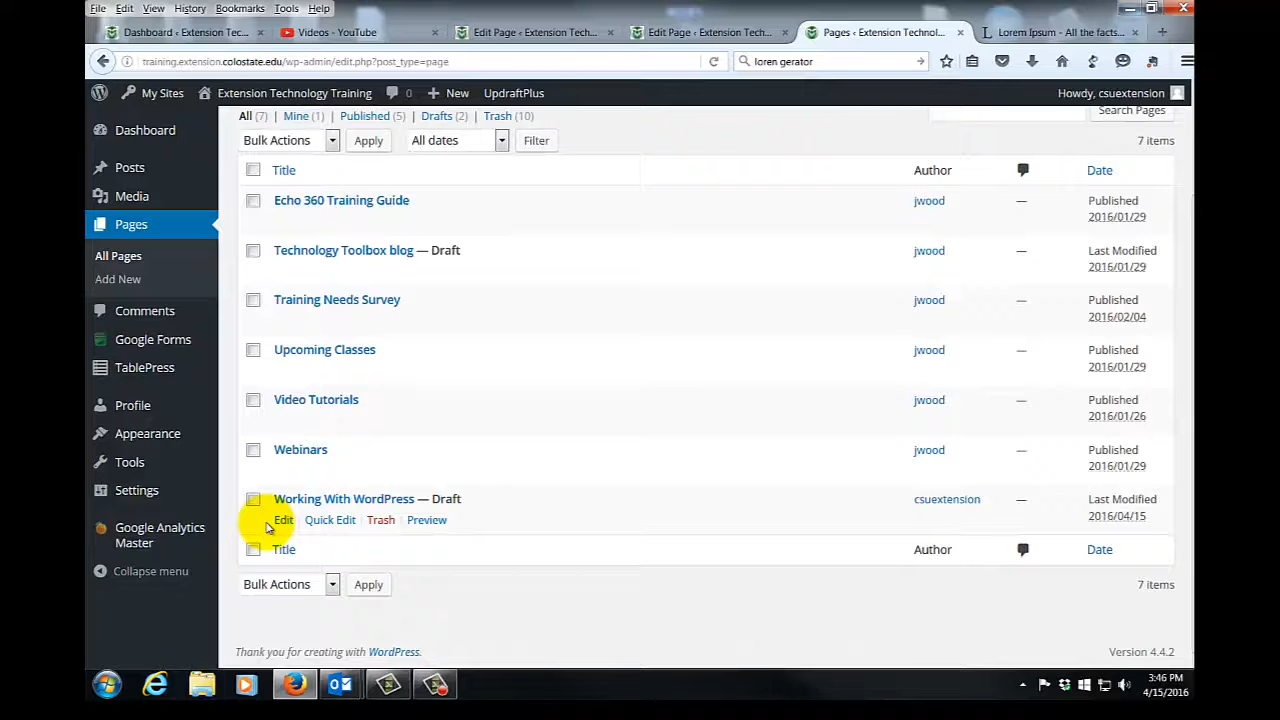 File Edit View History Bookmarks Tools Help
Dashboard ‹ Extension Tec... × Videos - YouTube × Edit Page ‹ Extension Tech... × Edit Page ‹ Extension Tech... × Pages ‹ Extension Technol... × Lorem Ipsum - All the facts... × +
training.extension.colostate.edu/wp-admin/edit.php?post_type=page loren gerator
My Sites Extension Technology Training 0 + New UpdraftPlus Howdy, csuextension
All (7) | Mine (1) | Published (5) | Drafts (2) | Trash (10) Search Pages
Bulk Actions Apply All dates Filter 7 items
Title Author Date
Echo 360 Training Guide jwood — Published
2016/01/29
Technology Toolbox blog — Draft jwood — Last Modified
2016/01/29
Training Needs Survey jwood — Published
2016/02/04
Upcoming Classes jwood — Published
2016/01/29
Video Tutorials jwood — Published
2016/01/26
Webinars jwood — Published
2016/01/29
Working With WordPress — Draft csuextension — Last Modified
Edit Quick Edit Trash Preview 2016/04/15
Title Author Date
Bulk Actions Apply 7 items
Thank you for creating with WordPress. Version 4.4.2
Dashboard
Posts
Media
Pages
All Pages
Add New
Comments
Google Forms
TablePress
Profile
Appearance
Tools
Settings
Google Analytics
Master
Collapse menu
3:46 PM
4/15/2016